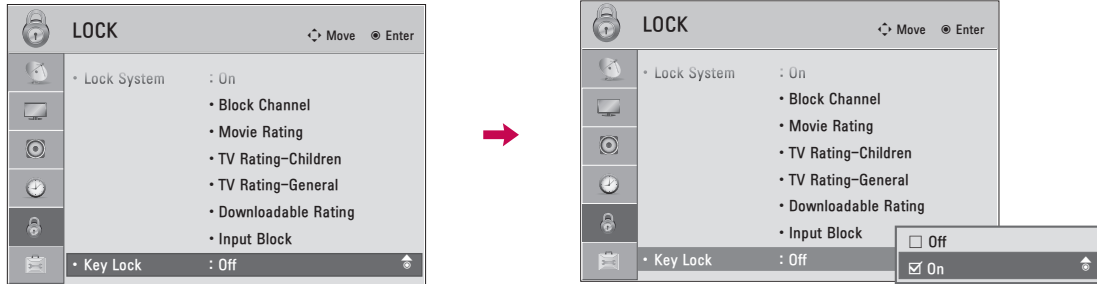 LOCK
Move
Enter
• Lock System : On
• Block Channel
• Movie Rating
• TV Rating-Children
• TV Rating-General
• Downloadable Rating
• Input Block
• Key Lock : Off
LOCK
Move
Enter
• Lock System : On
• Block Channel
• Movie Rating
• TV Rating-Children
• TV Rating-General
• Downloadable Rating
• Input Block
• Key Lock : Off
☐ Off
☑ On